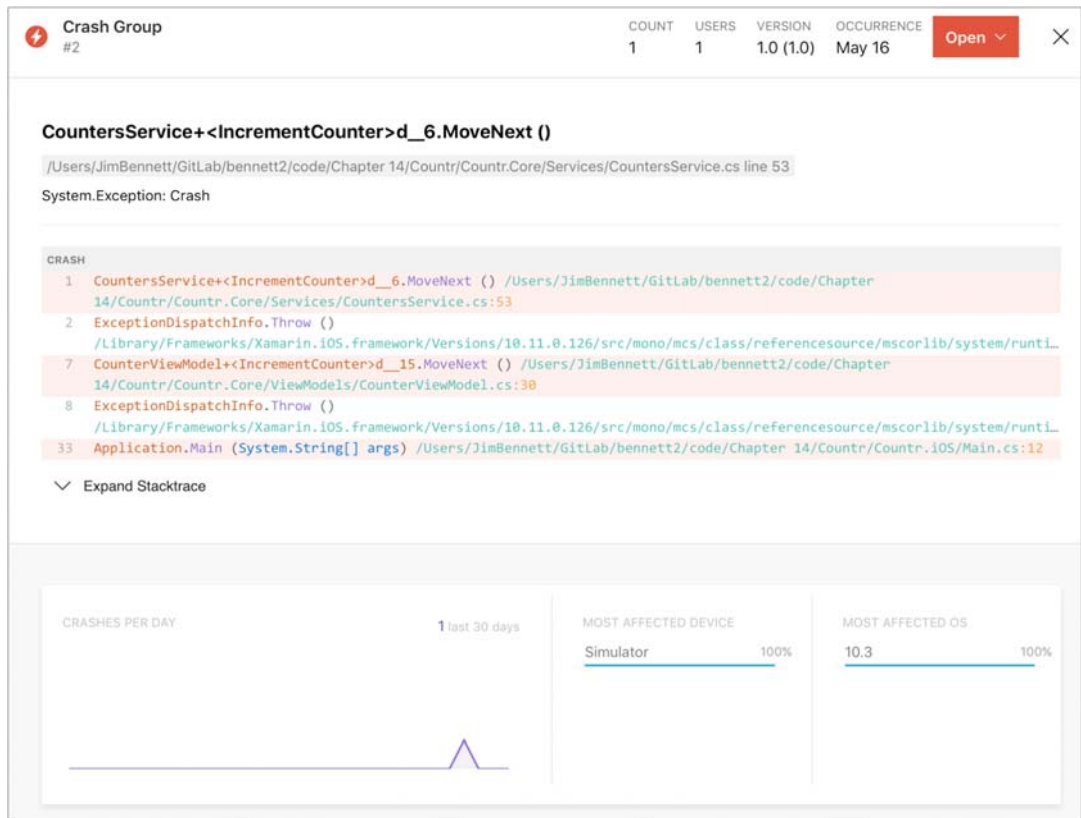 Crash Group
#2
COUNT USERS VERSION OCCURRENCE
1 1 1.0 (1.0) May 16
Open
CountersService+<IncrementCounter>d__6.MoveNext ()
/Users/JimBennett/GitLab/bennett2/code/Chapter 14/Countr/Countr.Core/Services/CountersService.cs line 53
System.Exception: Crash
CRASH
1 CountersService+<IncrementCounter>d__6.MoveNext () /Users/JimBennett/GitLab/bennett2/code/Chapter
14/Countr/Countr.Core/Services/CountersService.cs:53
2 ExceptionDispatchInfo.Throw ()
/Library/Frameworks/Xamarin.iOS.framework/Versions/10.11.0.126/src/mono/mcs/class/referencesource/mscorlib/system/runti…
7 CounterViewModel+<IncrementCounter>d__15.MoveNext () /Users/JimBennett/GitLab/bennett2/code/Chapter
14/Countr/Countr.Core/ViewModels/CounterViewModel.cs:30
8 ExceptionDispatchInfo.Throw ()
/Library/Frameworks/Xamarin.iOS.framework/Versions/10.11.0.126/src/mono/mcs/class/referencesource/mscorlib/system/runti…
33 Application.Main (System.String[] args) /Users/JimBennett/GitLab/bennett2/code/Chapter 14/Countr/Countr.iOS/Main.cs:12
Expand Stacktrace
CRASHES PER DAY 1 last 30 days
MOST AFFECTED DEVICE
Simulator 100%
MOST AFFECTED OS
10.3 100%